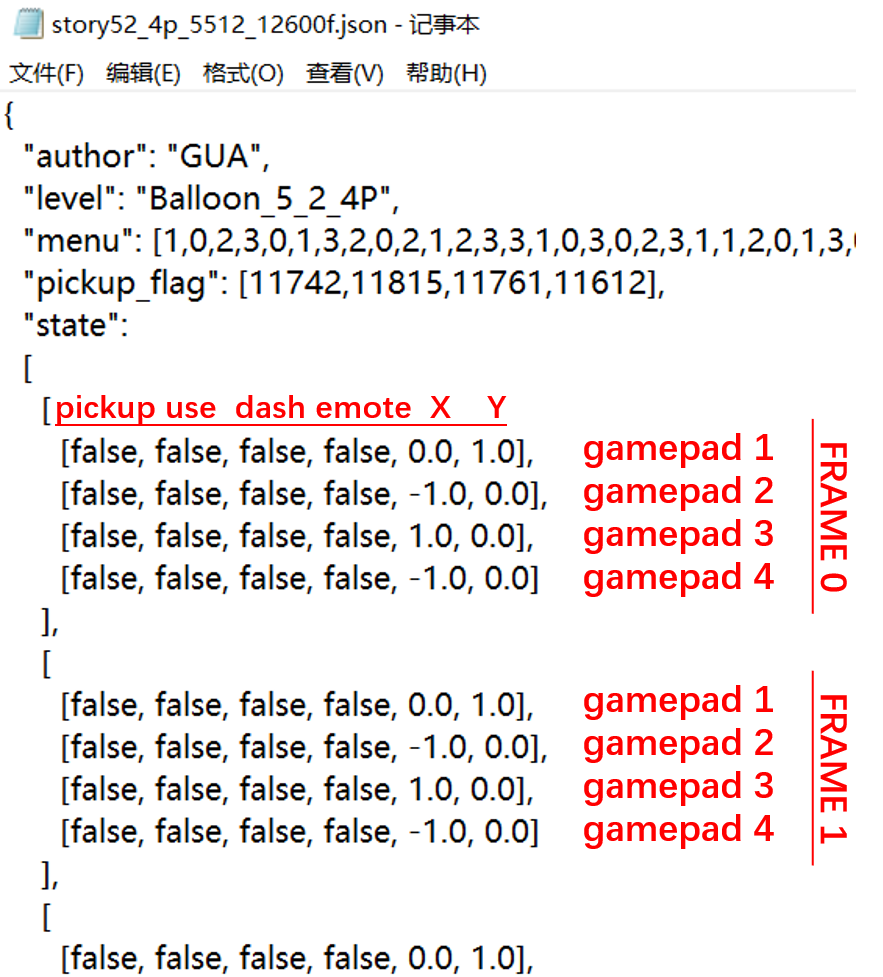 story52_4p_5512_12600f.json - 记事本
文件(F) 编辑(E) 格式(O) 查看(V) 帮助(H)
{
"author": "GUA",
"level": "Balloon_5_2_4P",
"menu": [1,0,2,3,0,1,3,2,0,2,1,2,3,3,1,0,3,0,2,3,1,1,2,0,1,3,
"pickup_flag": [11742,11815,11761,11612],
"state":
[
[ pickup use dash emote X Y
[false, false, false, false, 0.0, 1.0], gamepad 1
[false, false, false, false, -1.0, 0.0], gamepad 2
[false, false, false, false, 1.0, 0.0], gamepad 3
[false, false, false, false, -1.0, 0.0] gamepad 4
FRAME 0
],
[
[false, false, false, false, 0.0, 1.0], gamepad 1
[false, false, false, false, -1.0, 0.0], gamepad 2
[false, false, false, false, 1.0, 0.0], gamepad 3
[false, false, false, false, -1.0, 0.0] gamepad 4
FRAME 1
],
[
[false, false, false, false, 0.0, 1.0],